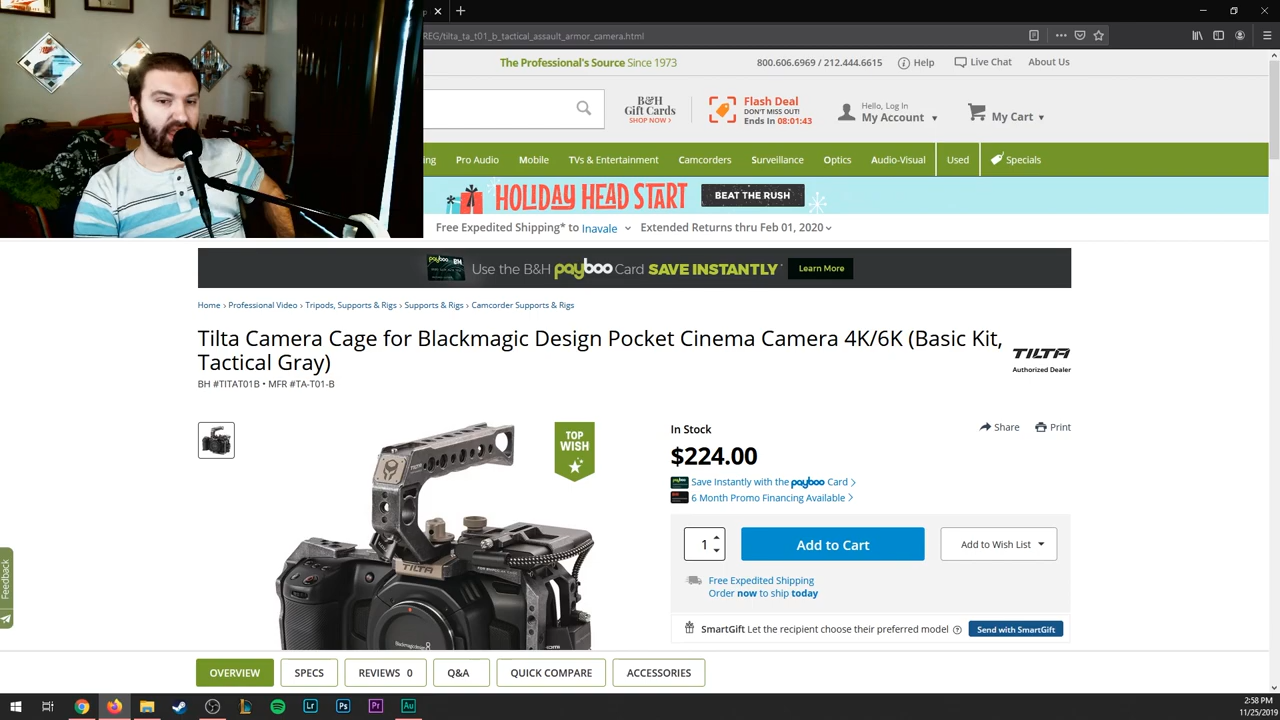 REG/tilta_ta_t01_b_tactical_assault_armor_camera.html
The Professional's Source Since 1973
800.606.6969 / 212.444.6615
Help
Live Chat
About Us
B&H
Gift Cards
SHOP NOW >
Flash Deal
DON'T MISS OUT!
Ends In 08:01:43
Hello, Log In
My Account
My Cart
ing
Pro Audio
Mobile
TVs & Entertainment
Camcorders
Surveillance
Optics
Audio-Visual
Used
Specials
HOLIDAY HEAD START
BEAT THE RUSH
Free Expedited Shipping* to Inavale
Extended Returns thru Feb 01, 2020
Use the B&H payboo Card SAVE INSTANTLY*
Learn More
Home > Professional Video > Tripods, Supports & Rigs > Supports & Rigs > Camcorder Supports & Rigs
Tilta Camera Cage for Blackmagic Design Pocket Cinema Camera 4K/6K (Basic Kit,
Tactical Gray)
TILTA
Authorized Dealer
BH #TITAT01B • MFR #TA-T01-B
TOP
WISH
TILTA
Blackmagicdesign
In Stock
Share
Print
$224.00
Save Instantly with the payboo Card >
6 Month Promo Financing Available >
1
Add to Cart
Add to Wish List
Free Expedited Shipping
Order now to ship today
SmartGift Let the recipient choose their preferred model
Send with SmartGift
Feedback
OVERVIEW
SPECS
REVIEWS 0
Q&A
QUICK COMPARE
ACCESSORIES
Lr
Ps
Pr
Au
2:58 PM
11/25/2019